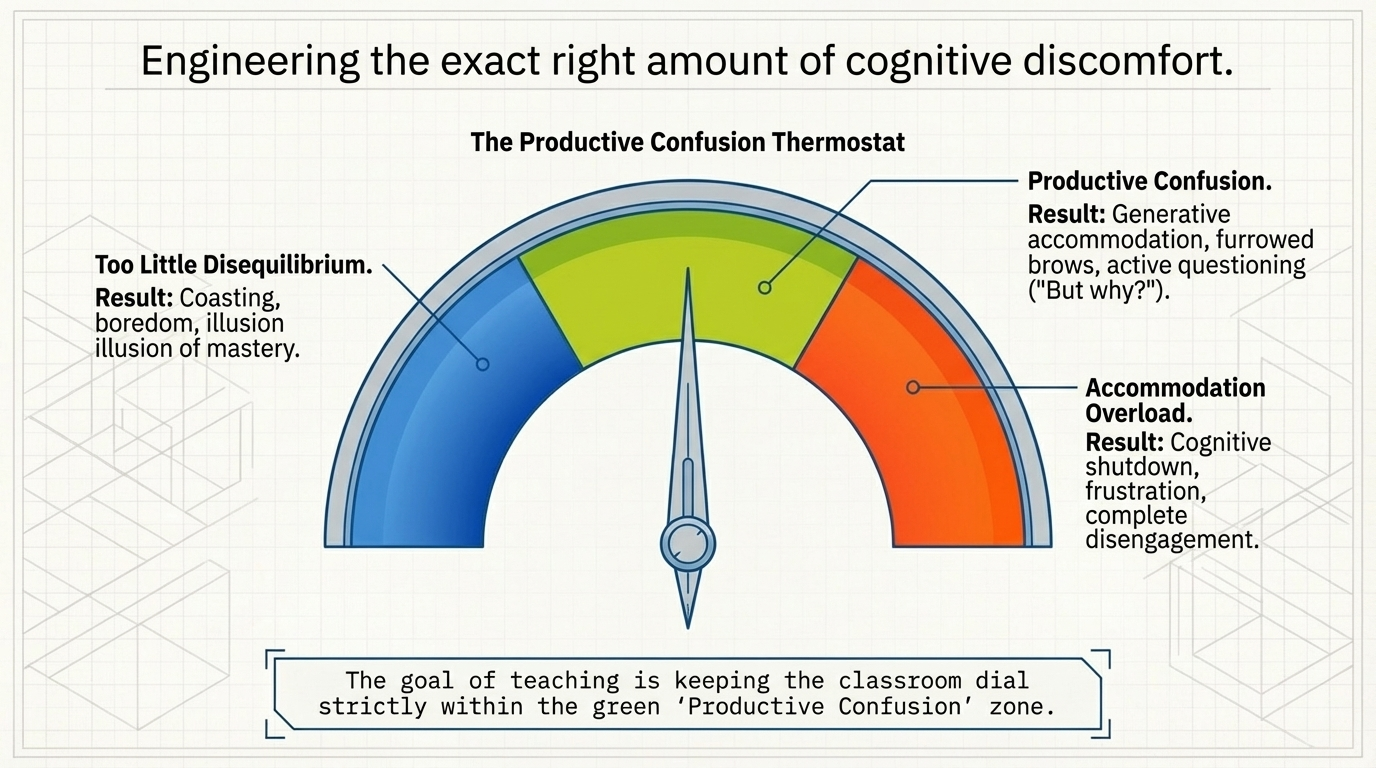 Engineering the exact right amount of cognitive discomfort.
The Productive Confusion Thermostat
Too Little Disequilibrium.
Result: Coasting,
boredom, illusion
illusion of mastery.
Productive Confusion.
Result: Generative
accommodation, furrowed
brows, active questioning
("But why?").
Accommodation
Overload.
Result: Cognitive
shutdown,
frustration,
complete
disengagement.
The goal of teaching is keeping the classroom dial
strictly within the green ‘Productive Confusion’ zone.